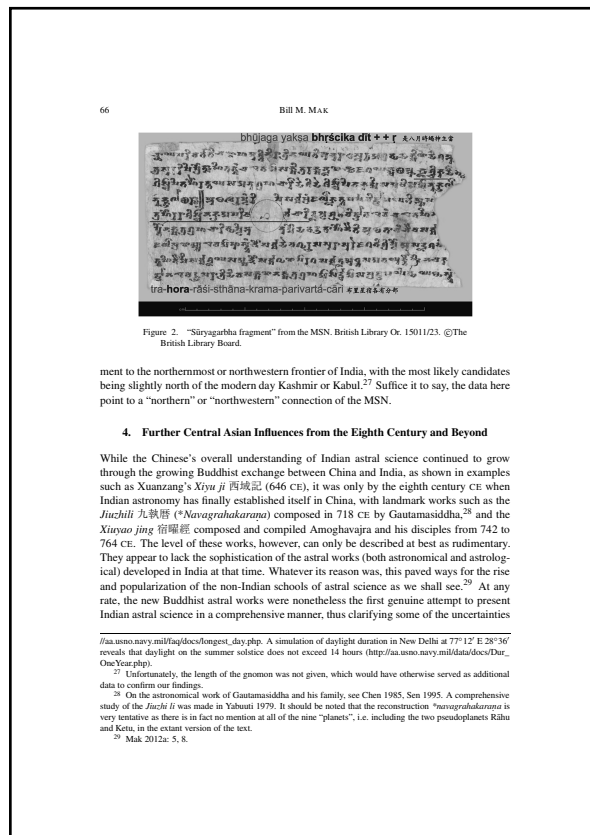 66
Bill M. MAK
bhūjaga yakṣa bhṛścika dīt + + ṛ 是八月時蝎神主當
tra-hora-rāśi-sthāna-krama-parivarta-cāri 布置星宿各有分部
Figure 2. “Sūryagarbha fragment” from the MSN. British Library Or. 15011/23. ©The
British Library Board.
ment to the northernmost or northwestern frontier of India, with the most likely candidates
being slightly north of the modern day Kashmir or Kabul.27 Suffice it to say, the data here
point to a “northern” or “northwestern” connection of the MSN.
4. Further Central Asian Influences from the Eighth Century and Beyond
While the Chinese’s overall understanding of Indian astral science continued to grow
through the growing Buddhist exchange between China and India, as shown in examples
such as Xuanzang’s Xiyu ji 西域記 (646 CE), it was only by the eighth century CE when
Indian astronomy has finally established itself in China, with landmark works such as the
Jiuzhili 九執曆 (*Navagrahakaraṇa) composed in 718 CE by Gautamasiddha,28 and the
Xiuyao jing 宿曜經 composed and compiled Amoghavajra and his disciples from 742 to
764 CE. The level of these works, however, can only be described at best as rudimentary.
They appear to lack the sophistication of the astral works (both astronomical and astrolog-
ical) developed in India at that time. Whatever its reason was, this paved ways for the rise
and popularization of the non-Indian schools of astral science as we shall see.29 At any
rate, the new Buddhist astral works were nonetheless the first genuine attempt to present
Indian astral science in a comprehensive manner, thus clarifying some of the uncertainties
//aa.usno.navy.mil/faq/docs/longest_day.php. A simulation of daylight duration in New Delhi at 77°12′ E 28°36′
reveals that daylight on the summer solstice does not exceed 14 hours (http://aa.usno.navy.mil/data/docs/Dur_
OneYear.php).
27 Unfortunately, the length of the gnomon was not given, which would have otherwise served as additional
data to confirm our findings.
28 On the astronomical work of Gautamasiddha and his family, see Chen 1985, Sen 1995. A comprehensive
study of the Jiuzhi li was made in Yabuuti 1979. It should be noted that the reconstruction *navagrahakaraṇa is
very tentative as there is in fact no mention at all of the nine “planets”, i.e. including the two pseudoplanets Rāhu
and Ketu, in the extant version of the text.
29 Mak 2012a: 5, 8.